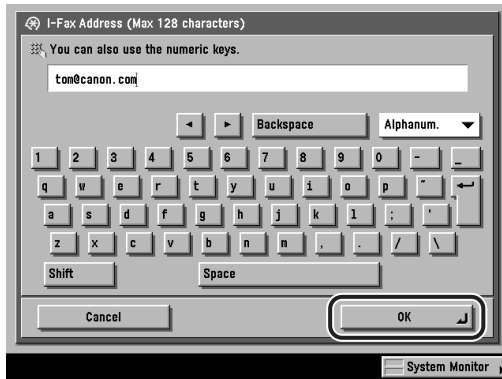 I-Fax Address (Max 128 characters)
You can also use the numeric keys.
tom@canon.com
◄ ► Backspace Alphanum. ▼
1 2 3 4 5 6 7 8 9 0 - _
q w e r t y u i o p ~
a s d f g h j k l ; '
z x c v b n m , . / \
Shift Space
Cancel OK
System Monitor